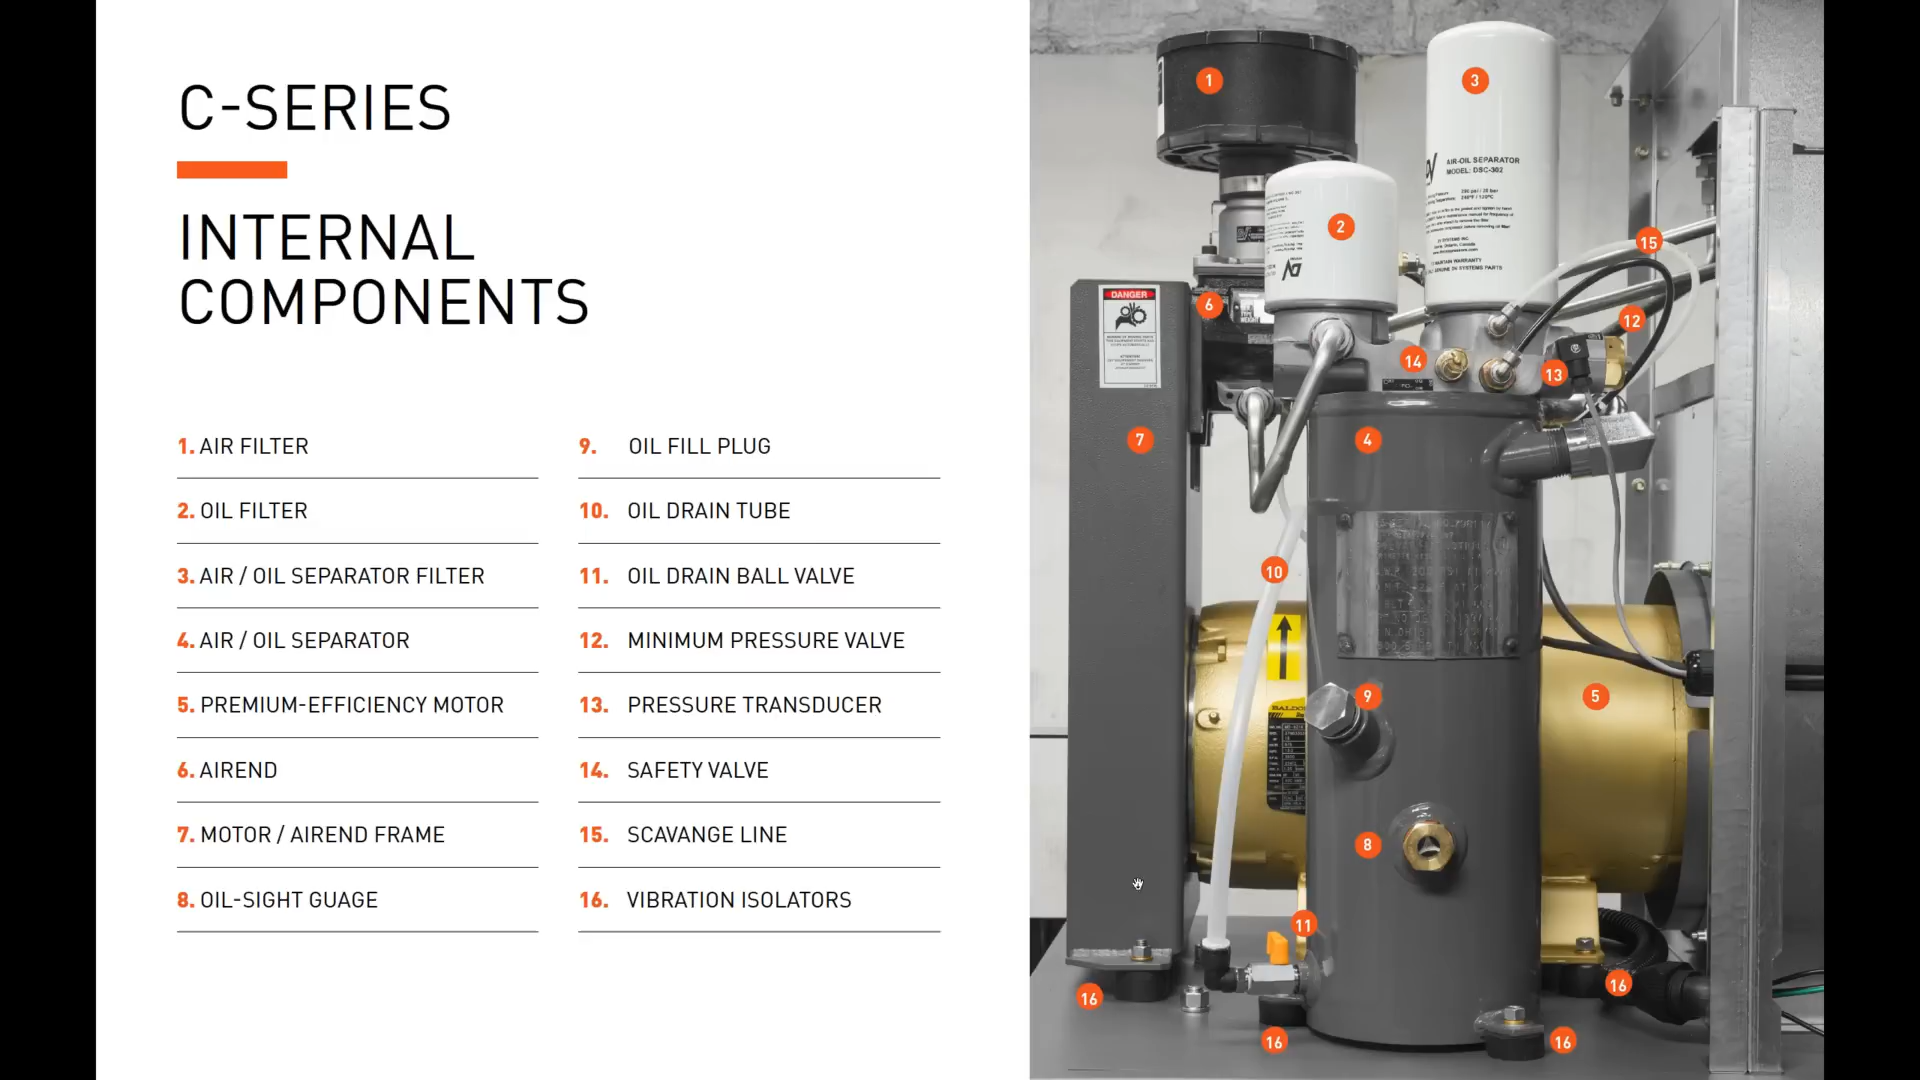 C-SERIES
INTERNAL
COMPONENTS
1. AIR FILTER
2. OIL FILTER
3. AIR / OIL SEPARATOR FILTER
4. AIR / OIL SEPARATOR
5. PREMIUM-EFFICIENCY MOTOR
6. AIREND
7. MOTOR / AIREND FRAME
8. OIL-SIGHT GUAGE
9. OIL FILL PLUG
10. OIL DRAIN TUBE
11. OIL DRAIN BALL VALVE
12. MINIMUM PRESSURE VALVE
13. PRESSURE TRANSDUCER
14. SAFETY VALVE
15. SCAVANGE LINE
16. VIBRATION ISOLATORS
1
3
AIR-OIL SEPARATOR
MODEL: DSC-302
2
15
DANGER
6
12
14
13
7
4
10
9
5
BALDOR
8
11
16
16
16
16